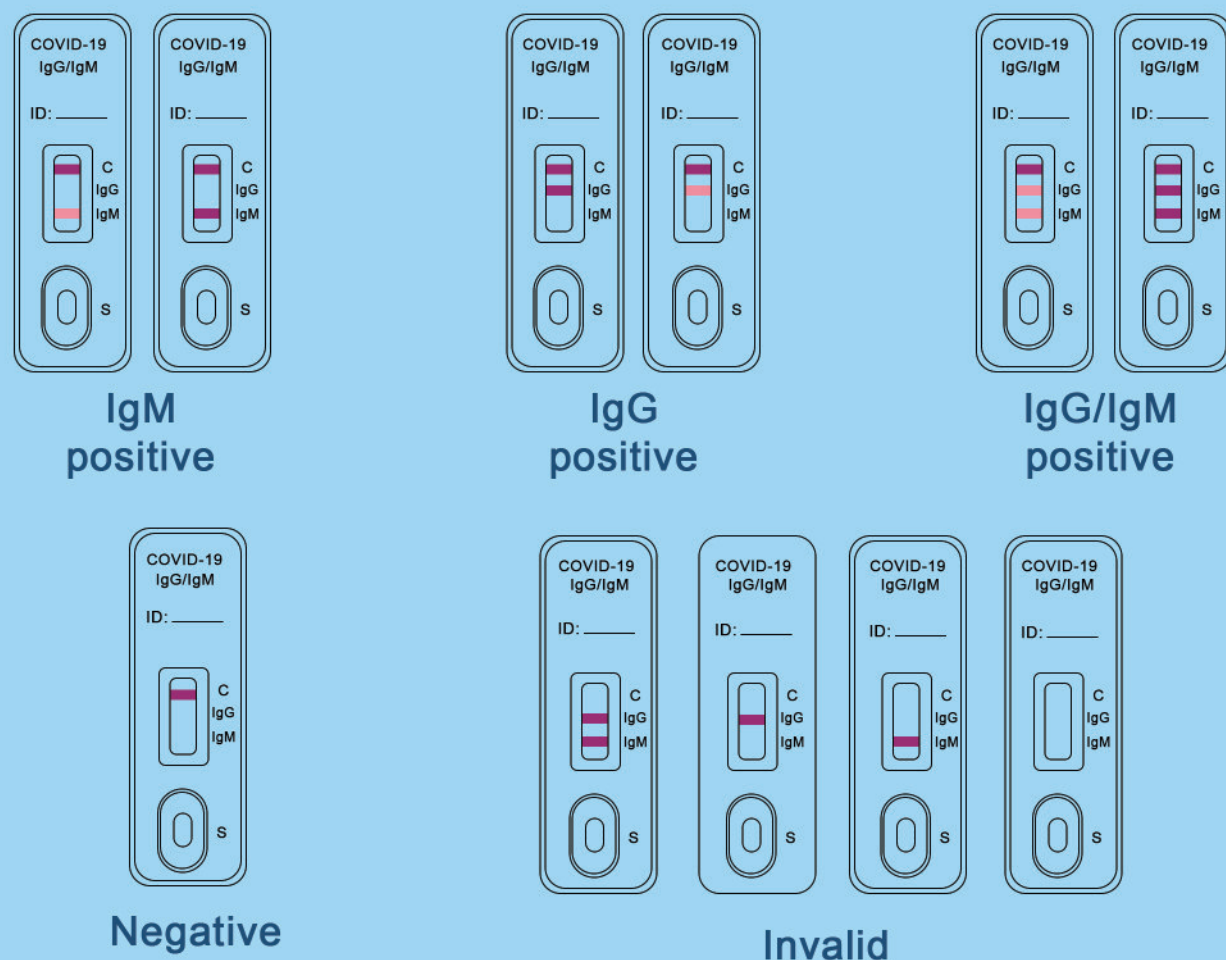 COVID-19
IgG/IgM
ID:
C
IgG
IgM
S
COVID-19
IgG/IgM
ID:
C
IgG
IgM
S
IgM
positive
COVID-19
IgG/IgM
ID:
C
IgG
IgM
S
COVID-19
IgG/IgM
ID:
C
IgG
IgM
S
IgG
positive
COVID-19
IgG/IgM
ID:
C
IgG
IgM
S
COVID-19
IgG/IgM
ID:
C
IgG
IgM
S
IgG/IgM
positive
COVID-19
IgG/IgM
ID:
C
IgG
IgM
S
Negative
COVID-19
IgG/IgM
ID:
C
IgG
IgM
S
COVID-19
IgG/IgM
ID:
C
IgG
IgM
S
COVID-19
IgG/IgM
ID:
C
IgG
IgM
S
COVID-19
IgG/IgM
ID:
C
IgG
IgM
S
Invalid